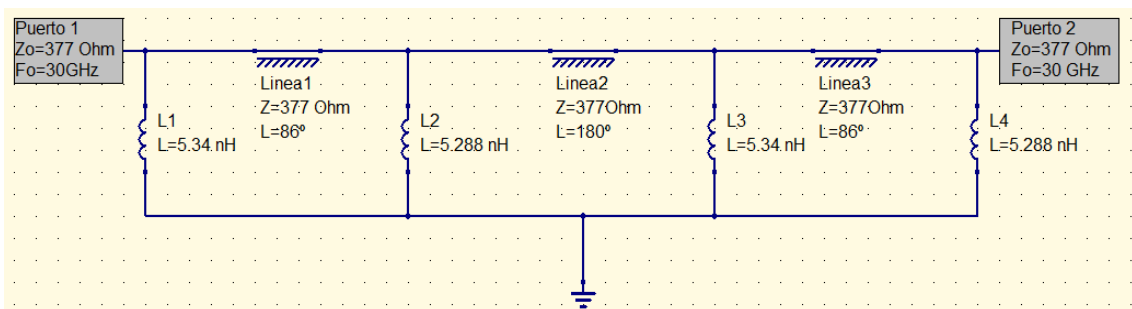 Puerto 1
Zo=377 Ohm
Fo=30GHz
Puerto 2
Zo=377 Ohm
Fo=30 GHz
Linea1
Z=377 Ohm
L=86º
Linea2
Z=377Ohm
L=180º
Linea3
Z=377Ohm
L=86º
L1
L=5.34 nH
L2
L=5.288 nH
L3
L=5.34 nH
L4
L=5.288 nH